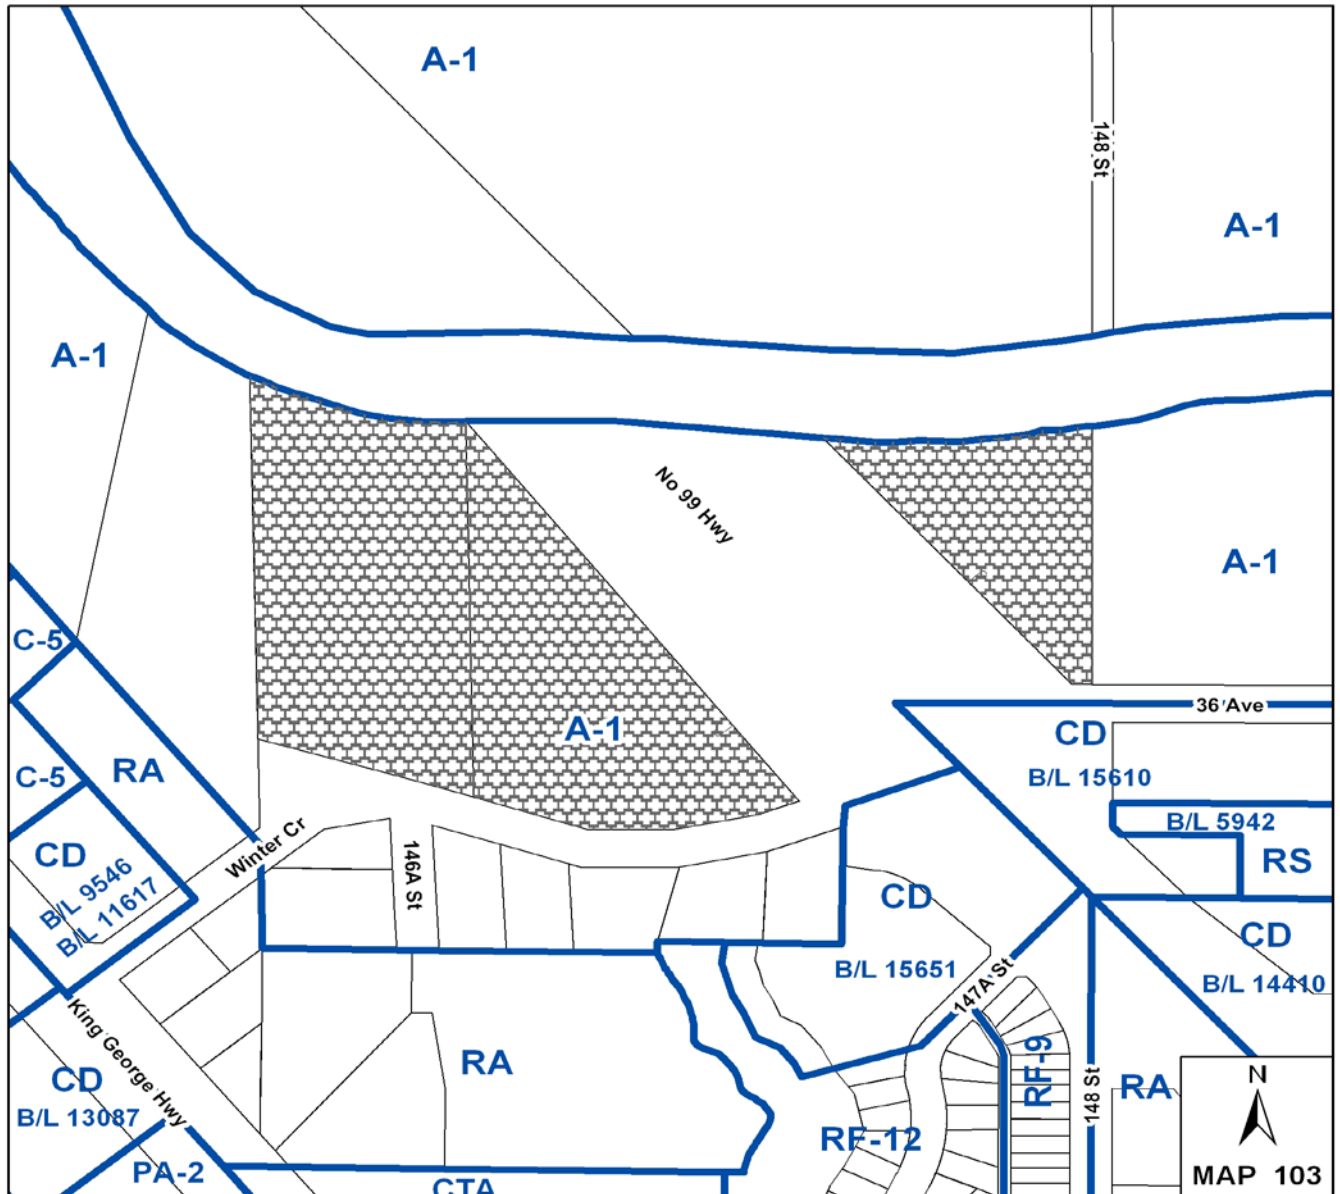 A-1
148 St
A-1
A-1
No 99 Hwy
A-1
C-5
36 Ave
A-1
CD
RA
C-5
B/L 15610
B/L 5942
Winter Cr
CD
RS
146A St
B/L 9546
B/L 11617
CD
CD
B/L 15651
B/L 14410
147A St
King George Hwy
RA
RF-9
CD
148 St
RA
N
B/L 13087
RF-12
PA-2
MAP 103
CTA